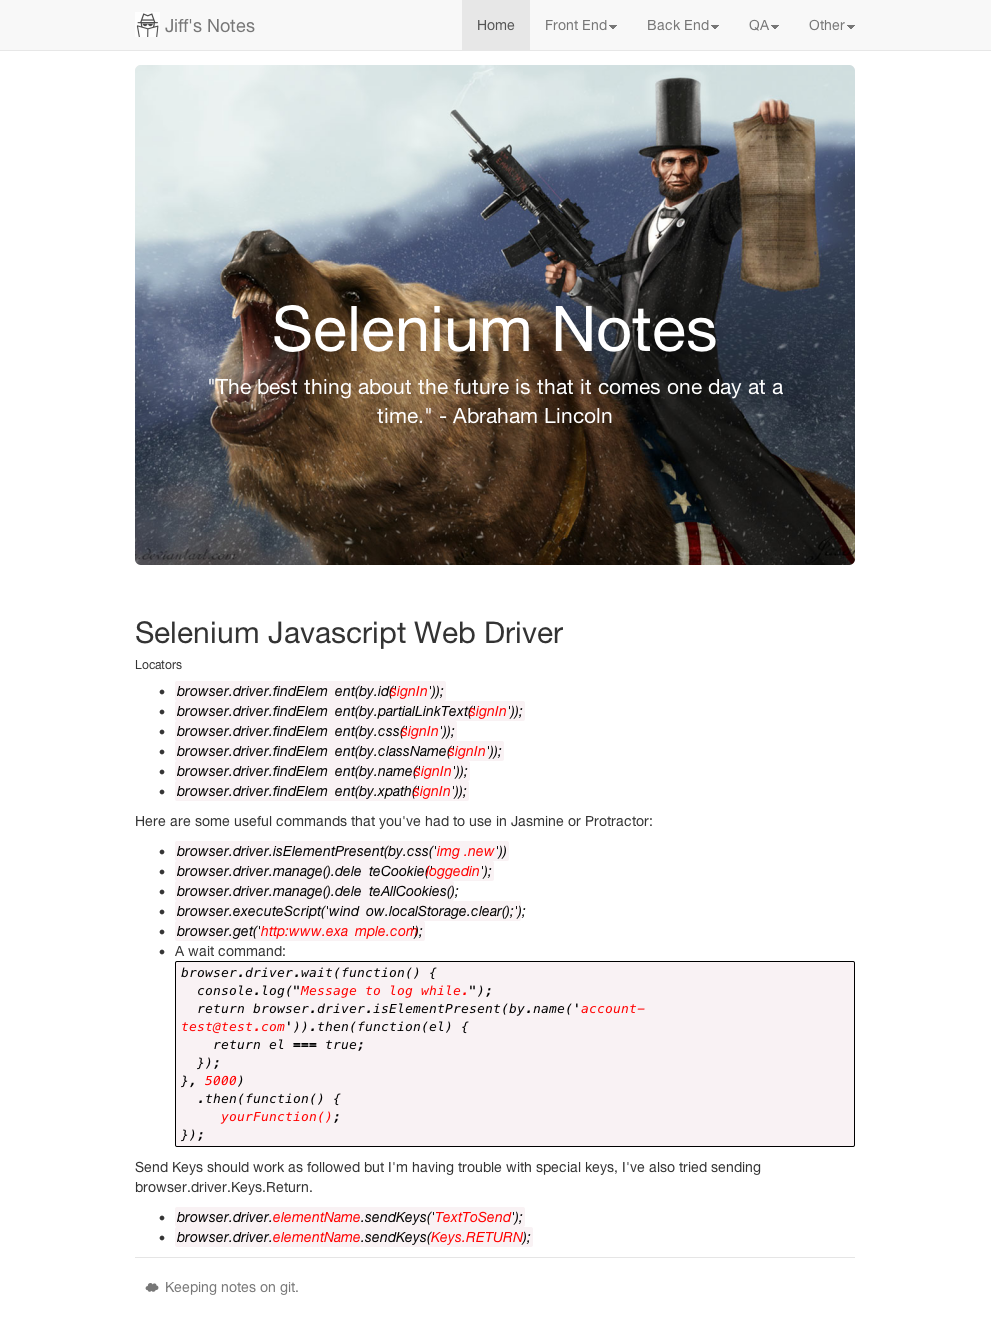 Jiff's Notes
Home Front End Back End QA Other
Selenium Notes
"The best thing about the future is that it comes one day at a
time." - Abraham Lincoln
deviantart.com
Selenium Javascript Web Driver
Locators
browser.driver.findElem ent(by.id('signIn'));
browser.driver.findElem ent(by.partialLinkText('signIn'));
browser.driver.findElem ent(by.css('signIn'));
browser.driver.findElem ent(by.className('signIn'));
browser.driver.findElem ent(by.name('signIn'));
browser.driver.findElem ent(by.xpath('signIn'));
Here are some useful commands that you've had to use in Jasmine or Protractor:
browser.driver.isElementPresent(by.css('img .new'))
browser.driver.manage().dele teCookie('loggedin');
browser.driver.manage().dele teAllCookies();
browser.executeScript('wind ow.localStorage.clear();');
browser.get('http:www.exa mple.com');
A wait command:
browser.driver.wait(function() {
console.log("Message to log while.");
return browser.driver.isElementPresent(by.name('account-
test@test.com')).then(function(el) {
return el === true;
});
}, 5000)
.then(function() {
yourFunction();
});
Send Keys should work as followed but I'm having trouble with special keys, I've also tried sending
browser.driver.Keys.Return.
browser.driver.elementName.sendKeys('TextToSend');
browser.driver.elementName.sendKeys(Keys.RETURN);
Keeping notes on git.